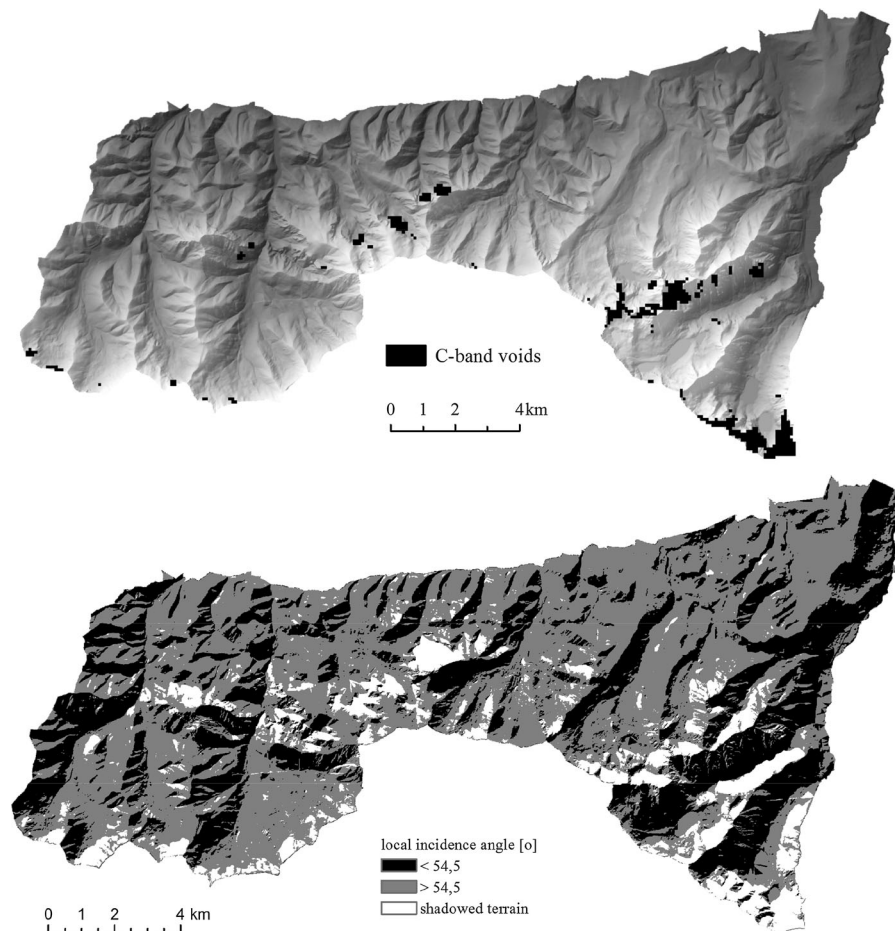 C-band voids
0 1 2 4km
local incidence angle [o]
< 54,5
> 54,5
shadowed terrain
0 1 2 4 km